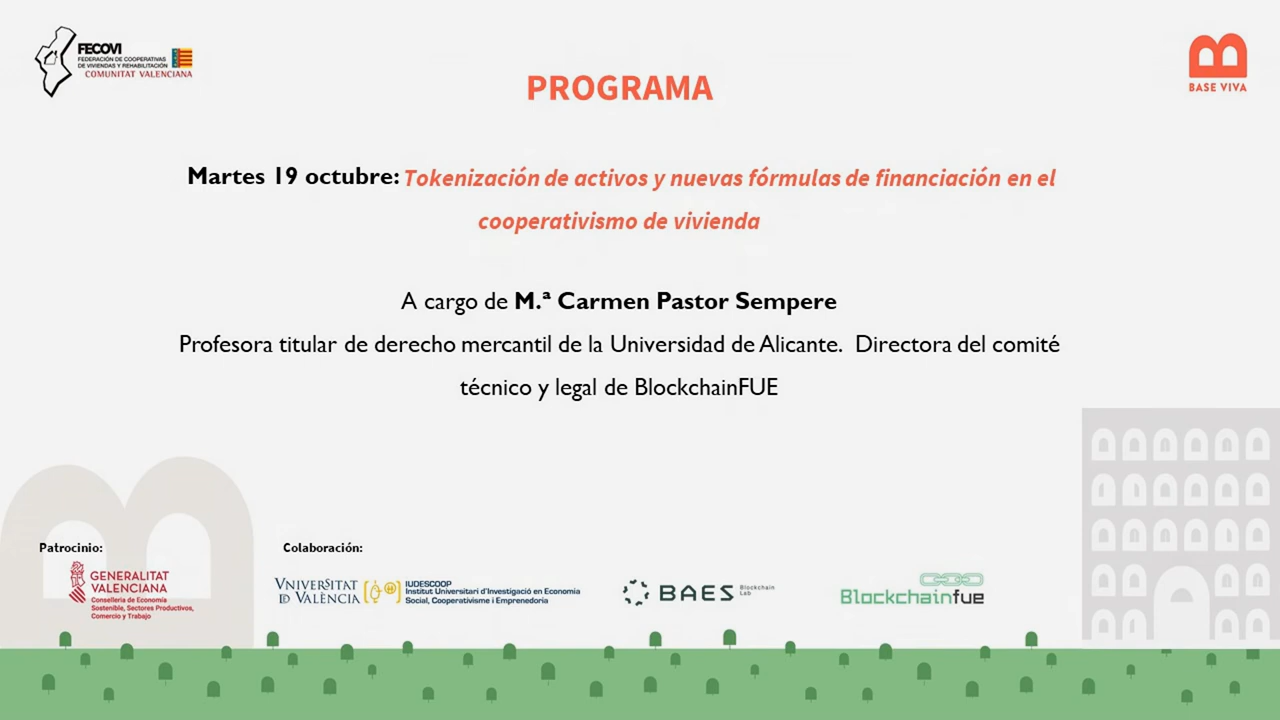 FECOVI
FEDERACIÓN DE COOPERATIVAS
DE VIVIENDAS Y REHABILITACIÓN
COMUNITAT VALENCIANA
BASE VIVA
PROGRAMA
Martes 19 octubre: Tokenización de activos y nuevas fórmulas de financiación en el
cooperativismo de vivienda
A cargo de M.ª Carmen Pastor Sempere
Profesora titular de derecho mercantil de la Universidad de Alicante. Directora del comité
técnico y legal de BlockchainFUE
Patrocinio:
GENERALITAT
VALENCIANA
Conselleria de Economía
Sostenible, Sectores Productivos,
Comercio y Trabajo
Colaboración:
VNIVERSITAT
ID VALÈNCIA
IUDESCOOP
Institut Universitari d'Investigació en Economia
Social, Cooperativisme i Emprenedoria
BAES Blockchain
Lab
Blockchainfue